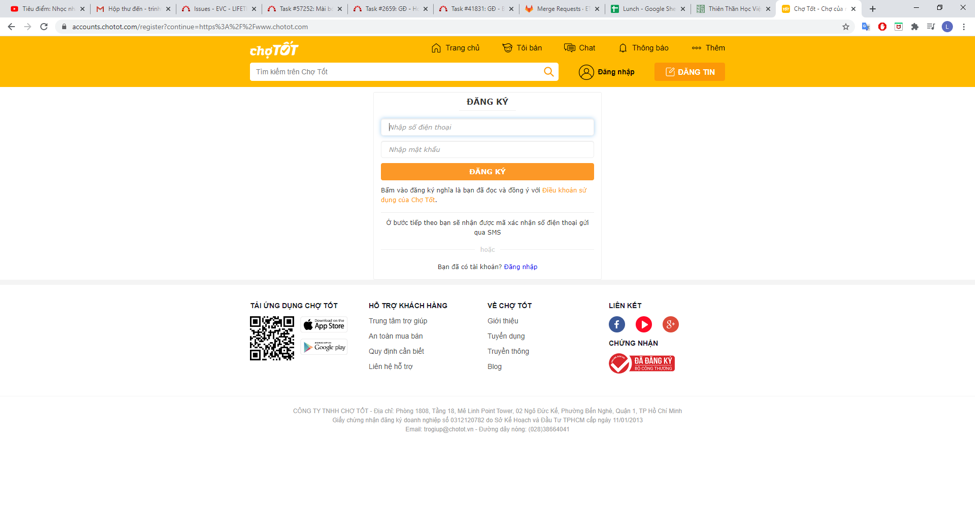 Tiêu điểm: Nhọc nh
Hộp thư đến - trinh
Issues - EVC - LIFET
Task #57252: Mái b
Task #2659: GĐ - H
Task #41831: GĐ -
Merge Requests - E
Lunch - Google She
Thiên Thần Học Việ
Chợ Tốt - Chợ của
accounts.chotot.com/register?continue=https%3A%2F%2Fwww.chotot.com
L
chợTỐT
Trang chủ
Tôi bán
Chat
Thông báo
Thêm
Tìm kiếm trên Chợ Tốt
Đăng nhập
ĐĂNG TIN
ĐĂNG KÝ
Nhập số điện thoại
Nhập mật khẩu
ĐĂNG KÝ
Bấm vào đăng ký nghĩa là bạn đã đọc và đồng ý với Điều khoản sử
dụng của Chợ Tốt.
Ở bước tiếp theo bạn sẽ nhận được mã xác nhận số điện thoại gửi
qua SMS
hoặc
Bạn đã có tài khoản? Đăng nhập
TẢI ỨNG DỤNG CHỢ TỐT
Download on the
App Store
Google play
HỖ TRỢ KHÁCH HÀNG
Trung tâm trợ giúp
An toàn mua bán
Quy định cần biết
Liên hệ hỗ trợ
VỀ CHỢ TỐT
Giới thiệu
Tuyển dụng
Truyền thông
Blog
LIÊN KẾT
CHỨNG NHẬN
ĐÃ ĐĂNG KÝ
BỘ CÔNG THƯƠNG
CÔNG TY TNHH CHỢ TỐT - Địa chỉ: Phòng 1808, Tầng 18, Mê Linh Point Tower, 02 Ngô Đức Kế, Phường Bến Nghé, Quận 1, TP Hồ Chí Minh
Giấy chứng nhận đăng ký doanh nghiệp số 0312120782 do Sở Kế Hoạch và Đầu Tư TPHCM cấp ngày 11/01/2013
Email: trogiup@chotot.vn - Đường dây nóng: (028)38664041